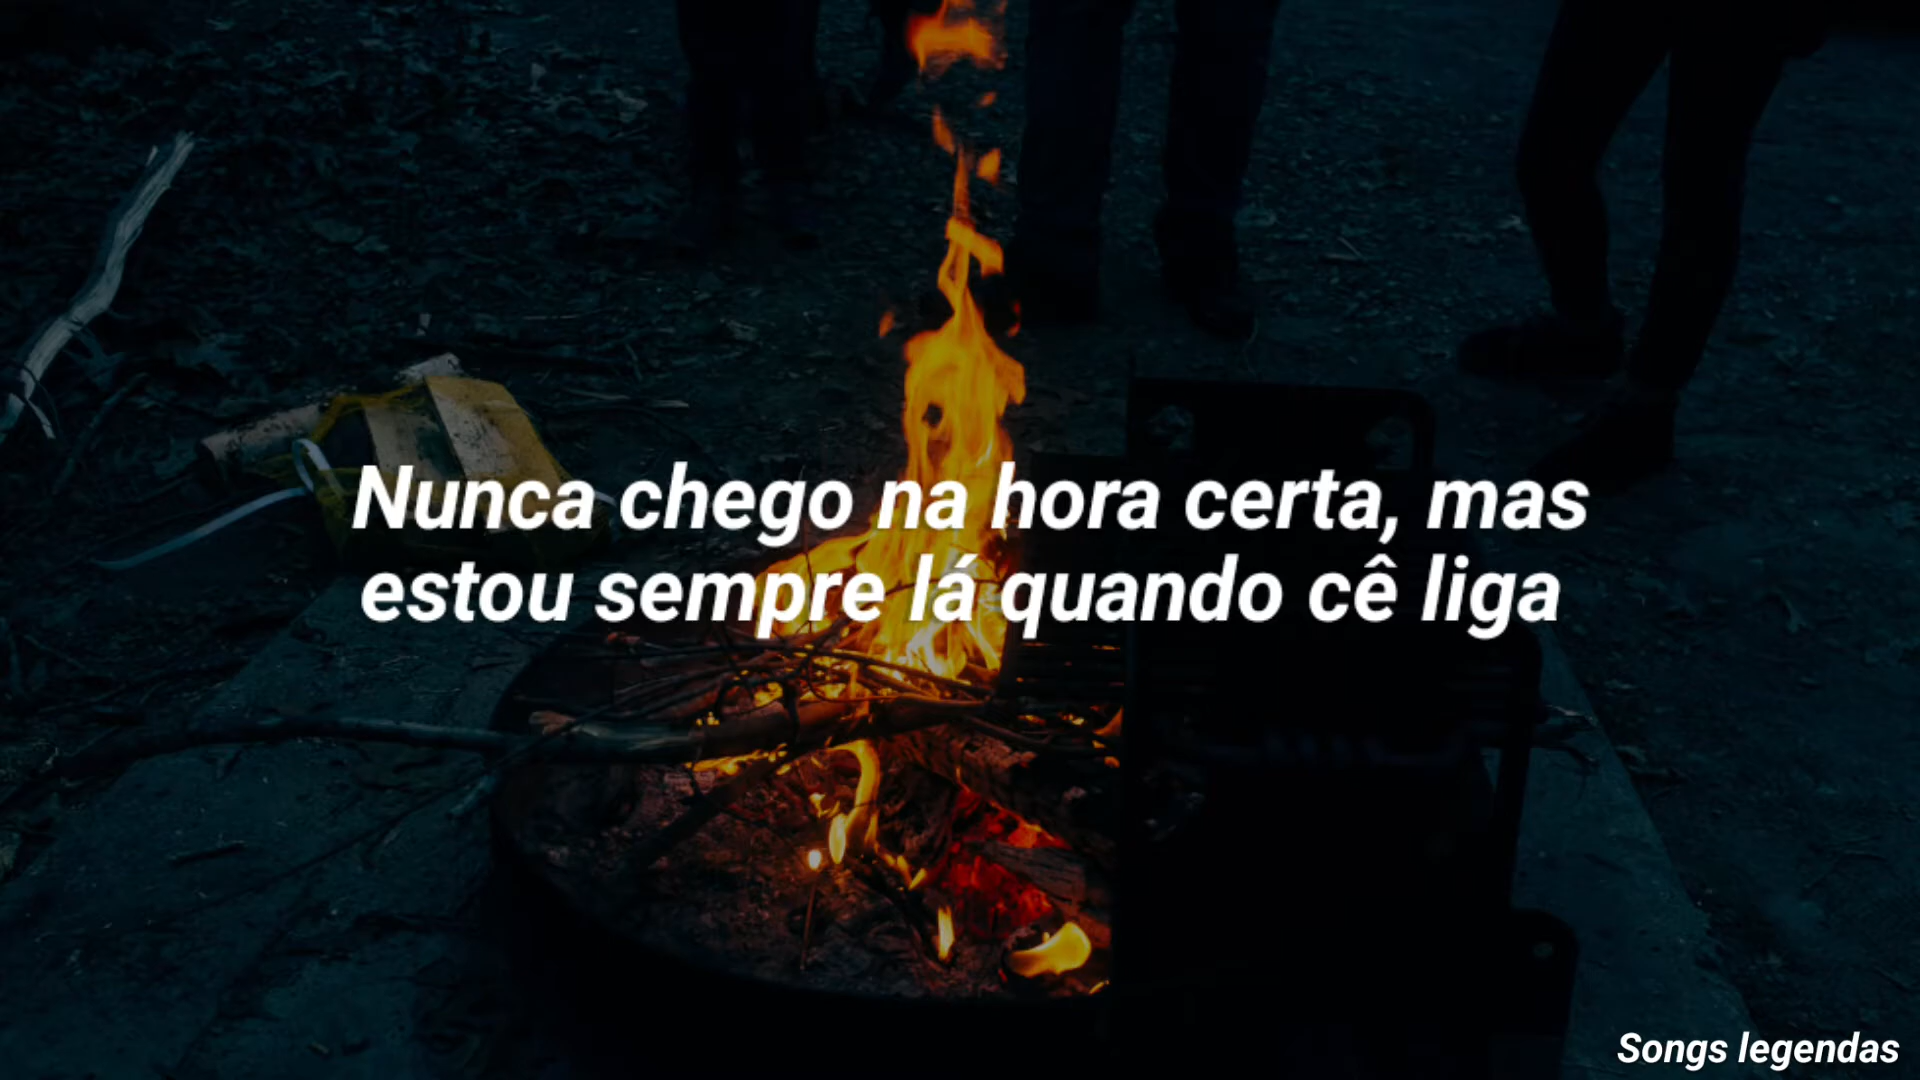 Nunca chego na hora certa, mas
estou sempre lá quando cê liga
Songs legendas